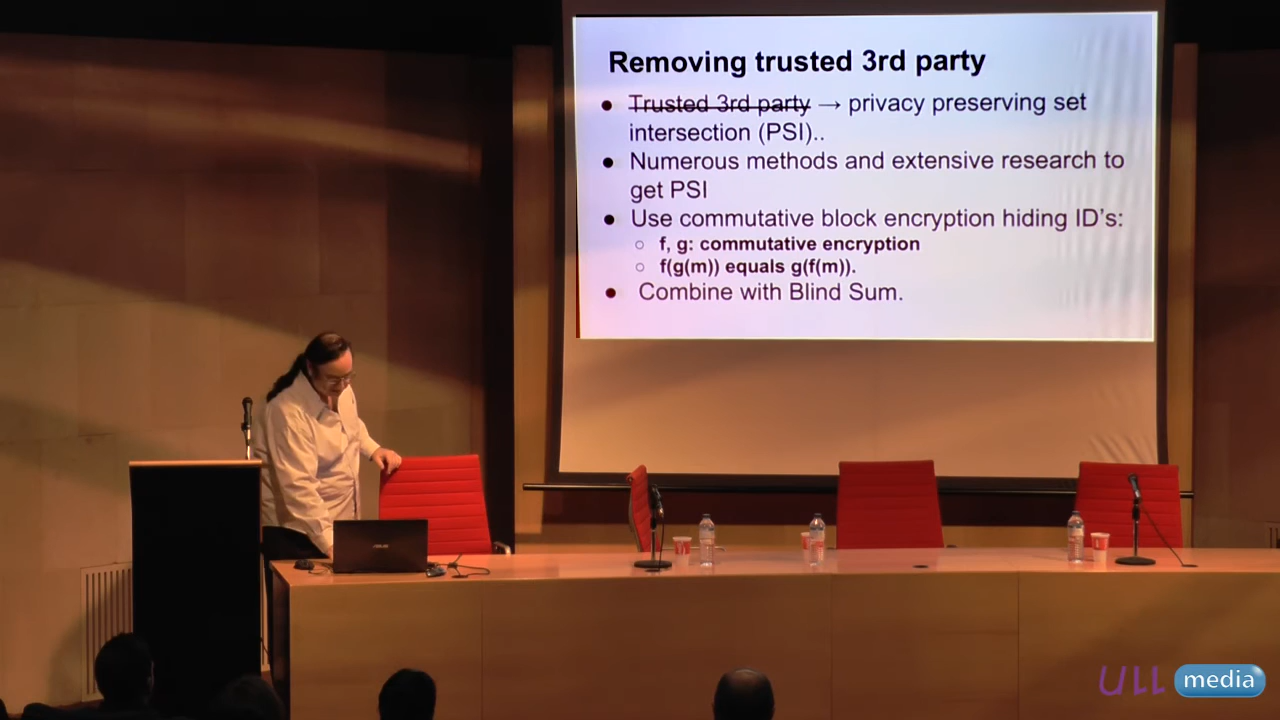 Removing trusted 3rd party
● Trusted 3rd party → privacy preserving set
intersection (PSI)..
● Numerous methods and extensive research to
get PSI
● Use commutative block encryption hiding ID's:
○ f, g: commutative encryption
○ f(g(m)) equals g(f(m)).
● Combine with Blind Sum.
ASUS
ULL media